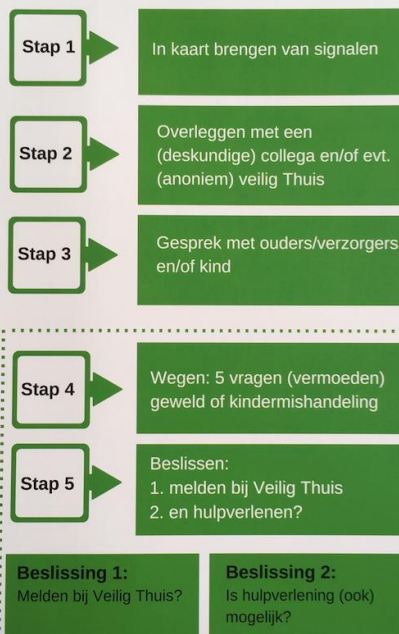 Stap 1
In kaart brengen van signalen
Stap 2
Overleggen met een
(deskundige) collega en/of evt.
(anoniem) veilig Thuis
Stap 3
Gesprek met ouders/verzorgers
en/of kind
Stap 4
Wegen: 5 vragen (vermoeden)
geweld of kindermishandeling
Stap 5
Beslissen:
1. melden bij Veilig Thuis
2. en hulpverlenen?
Beslissing 1:
Melden bij Veilig Thuis?
Beslissing 2:
Is hulpverlening (ook)
mogelijk?